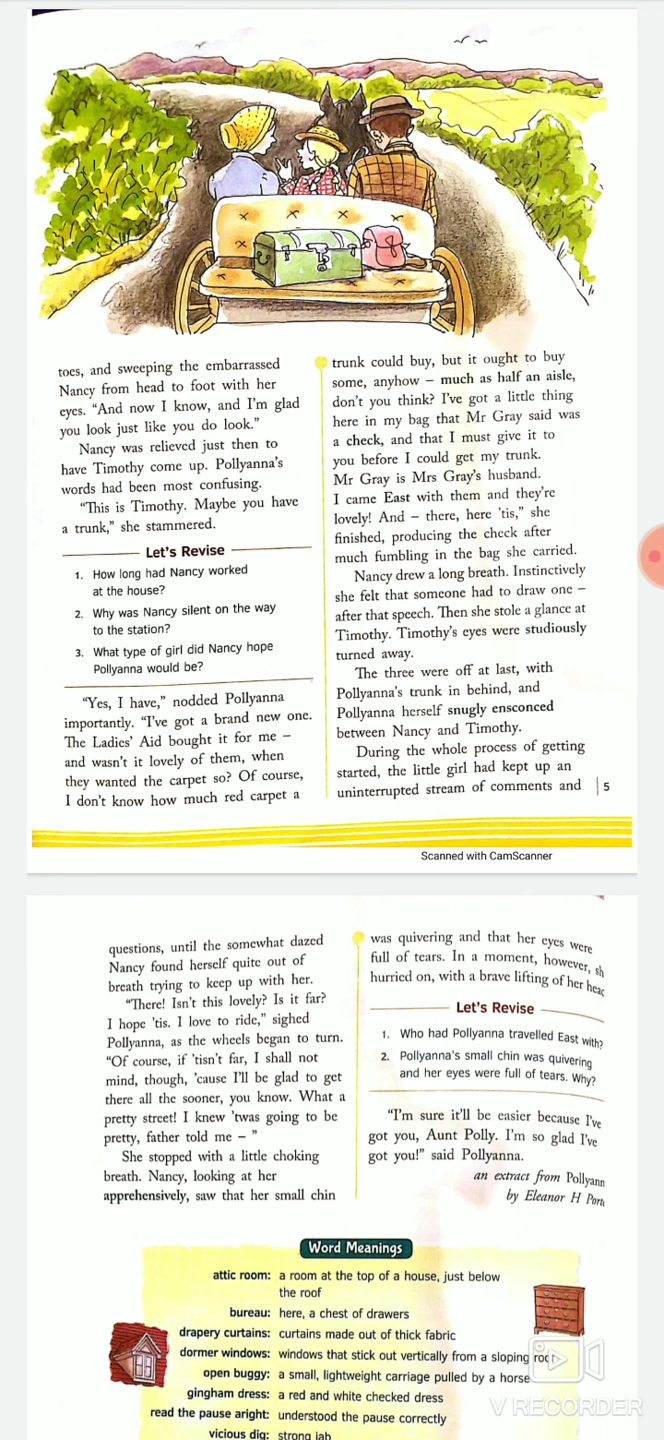 toes, and sweeping the embarrassed
Nancy from head to foot with her
eyes. “And now I know, and I’m glad
you look just like you do look.”
Nancy was relieved just then to
have Timothy come up. Pollyanna’s
words had been most confusing.
“This is Timothy. Maybe you have
a trunk,” she stammered.
Let’s Revise
1. How long had Nancy worked
at the house?
2. Why was Nancy silent on the way
to the station?
3. What type of girl did Nancy hope
Pollyanna would be?
“Yes, I have,” nodded Pollyanna
importantly. “I’ve got a brand new one.
The Ladies’ Aid bought it for me –
and wasn’t it lovely of them, when
they wanted the carpet so? Of course,
I don’t know how much red carpet a
trunk could buy, but it ought to buy
some, anyhow – much as half an aisle,
don’t you think? I’ve got a little thing
here in my bag that Mr Gray said was
a check, and that I must give it to
you before I could get my trunk.
Mr Gray is Mrs Gray’s husband.
I came East with them and they’re
lovely! And – there, here ’tis,” she
finished, producing the check after
much fumbling in the bag she carried.
Nancy drew a long breath. Instinctively
she felt that someone had to draw one –
after that speech. Then she stole a glance at
Timothy. Timothy’s eyes were studiously
turned away.
The three were off at last, with
Pollyanna’s trunk in behind, and
Pollyanna herself snugly ensconced
between Nancy and Timothy.
During the whole process of getting
started, the little girl had kept up an
uninterrupted stream of comments and
5
Scanned with CamScanner
questions, until the somewhat dazed
Nancy found herself quite out of
breath trying to keep up with her.
“There! Isn’t this lovely? Is it far?
I hope ’tis. I love to ride,” sighed
Pollyanna, as the wheels began to turn.
“Of course, if ’tisn’t far, I shall not
mind, though, ’cause I’ll be glad to get
there all the sooner, you know. What a
pretty street! I knew ’twas going to be
pretty, father told me – ”
She stopped with a little choking
breath. Nancy, looking at her
apprehensively, saw that her small chin
was quivering and that her eyes were
full of tears. In a moment, however, sh
hurried on, with a brave lifting of her head
Let’s Revise
1. Who had Pollyanna travelled East with?
2. Pollyanna’s small chin was quivering
and her eyes were full of tears. Why?
“I’m sure it’ll be easier because I’ve
got you, Aunt Polly. I’m so glad I’ve
got you!” said Pollyanna.
an extract from Pollyann
by Eleanor H Porte
Word Meanings
attic room: a room at the top of a house, just below
the roof
bureau: here, a chest of drawers
drapery curtains: curtains made out of thick fabric
dormer windows: windows that stick out vertically from a sloping roof
open buggy: a small, lightweight carriage pulled by a horse
gingham dress: a red and white checked dress
read the pause aright: understood the pause correctly
vicious dig: strong jab
V RECORDER